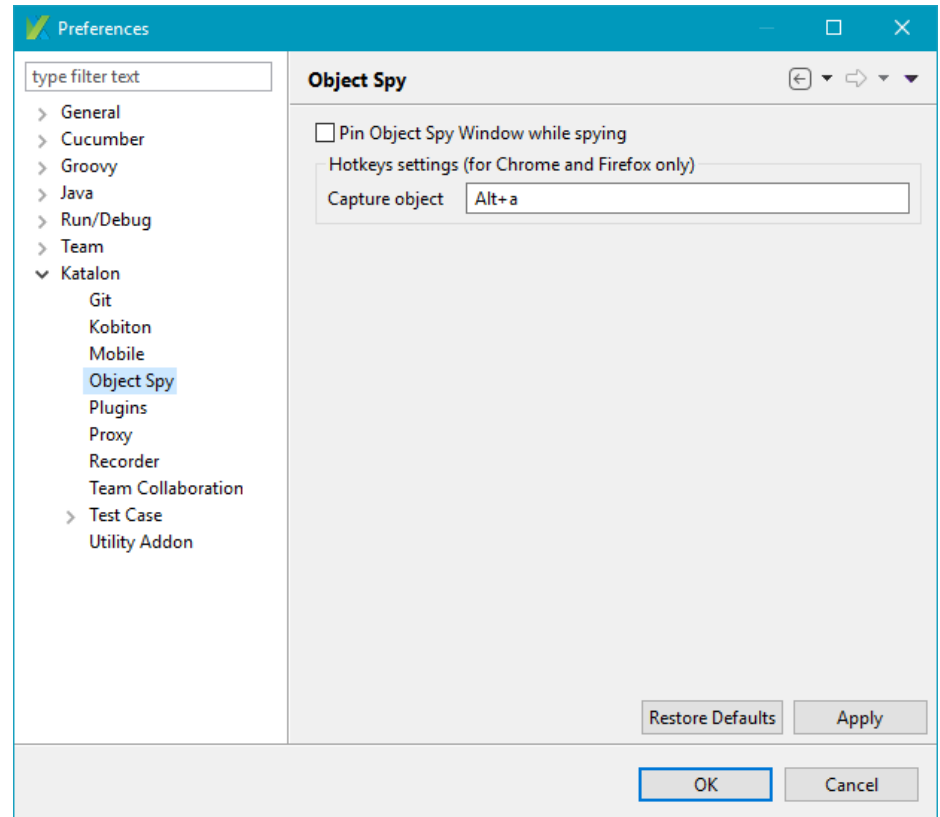 Preferences
type filter text
General
Cucumber
Groovy
Java
Run/Debug
Team
Katalon
Git
Kobiton
Mobile
Object Spy
Plugins
Proxy
Recorder
Team Collaboration
Test Case
Utility Addon
Object Spy
Pin Object Spy Window while spying
Hotkeys settings (for Chrome and Firefox only)
Capture object Alt+a
Restore Defaults Apply
OK Cancel